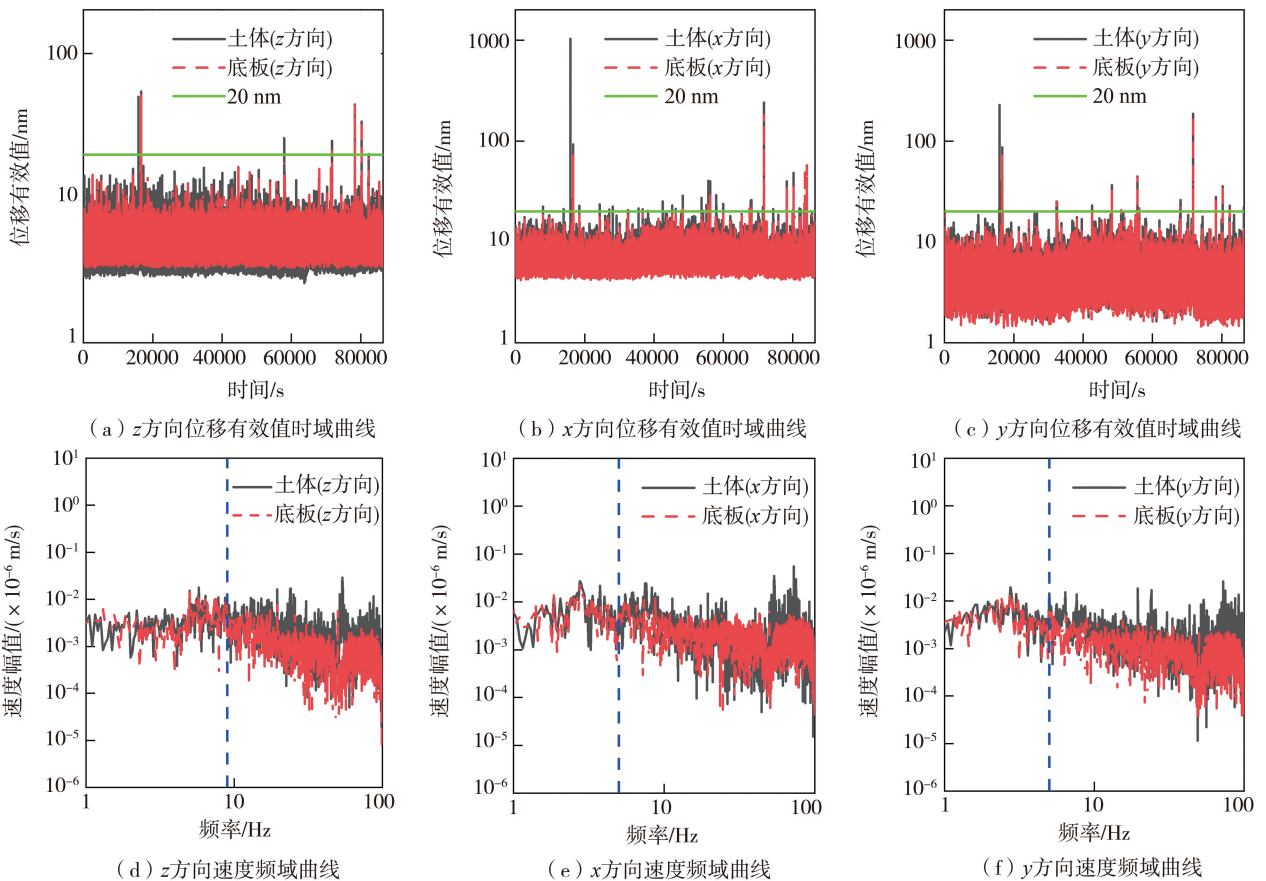 100
10
1
位移有效值/nm
土体(z方向)
底板(z方向)
20 nm
0 20000 40000 60000 80000
时间/s
(a) z方向位移有效值时域曲线
1000
100
10
1
位移有效值/nm
土体(x方向)
底板(x方向)
20 nm
0 20000 40000 60000 80000
时间/s
(b) x方向位移有效值时域曲线
1000
100
10
1
位移有效值/nm
土体(y方向)
底板(y方向)
20 nm
0 20000 40000 60000 80000
时间/s
(c) y方向位移有效值时域曲线
10¹
10⁰
10⁻¹
10⁻²
10⁻³
10⁻⁴
10⁻⁵
10⁻⁶
速度幅值/(×10⁻⁶ m/s)
土体(z方向)
底板(z方向)
1 10 100
频率/Hz
(d) z方向速度频域曲线
10¹
10⁰
10⁻¹
10⁻²
10⁻³
10⁻⁴
10⁻⁵
10⁻⁶
速度幅值/(×10⁻⁶ m/s)
土体(x方向)
底板(x方向)
1 10 100
频率/Hz
(e) x方向速度频域曲线
10¹
10⁰
10⁻¹
10⁻²
10⁻³
10⁻⁴
10⁻⁵
10⁻⁶
速度幅值/(×10⁻⁶ m/s)
土体(y方向)
底板(y方向)
1 10 100
频率/Hz
(f) y方向速度频域曲线